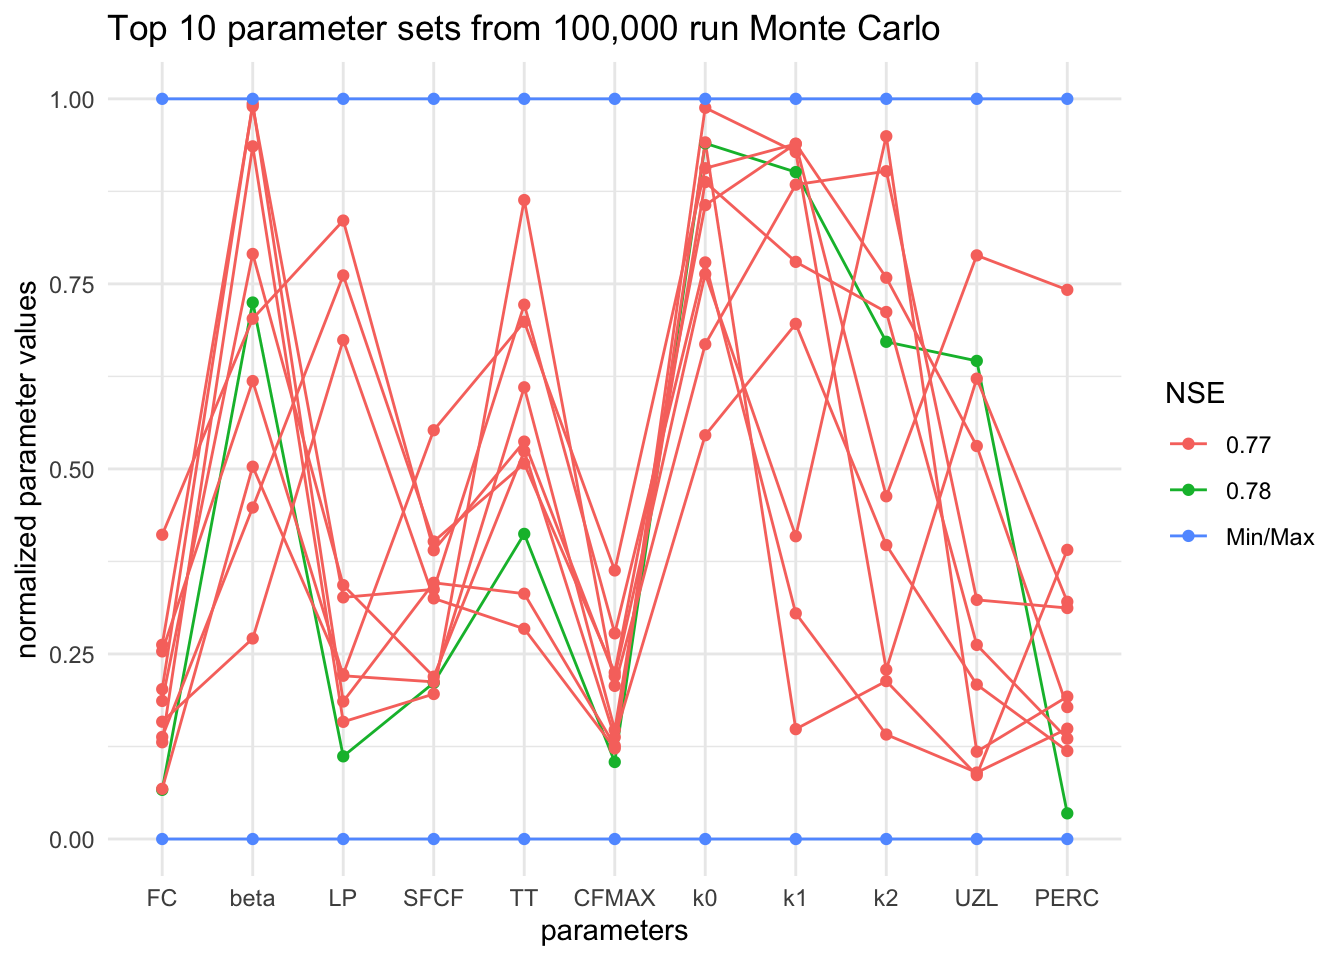 Top 10 parameter sets from 100,000 run Monte Carlo
normalized parameter values
1.00
0.75
0.50
0.25
0.00
FC beta LP SFCF TT CFMAX k0 k1 k2 UZL PERC
parameters
NSE
0.77
0.78
Min/Max